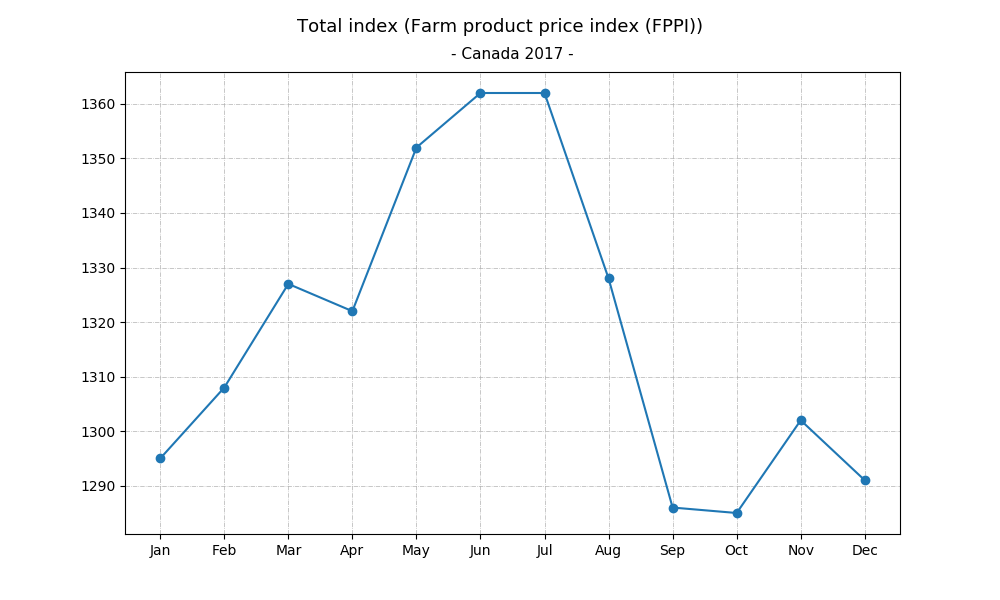 Total index (Farm product price index (FPPI))
- Canada 2017 -
1360
1350
1340
1330
1320
1310
1300
1290
Jan Feb Mar Apr May Jun Jul Aug Sep Oct Nov Dec